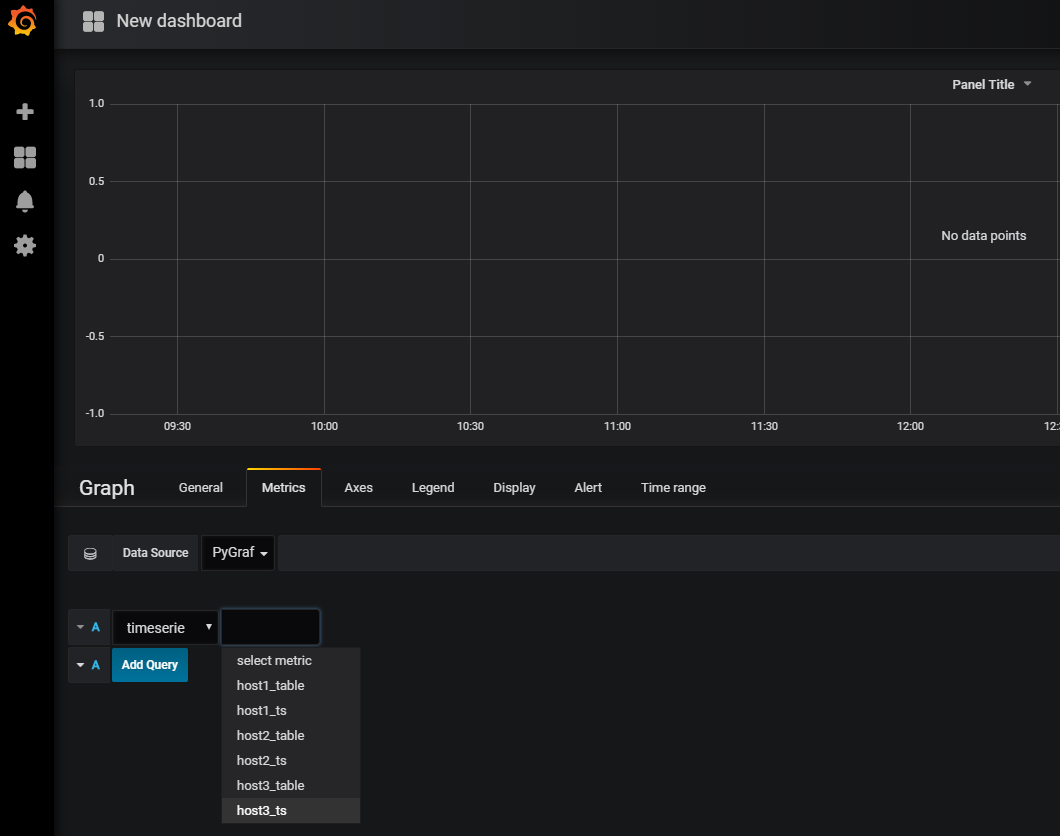 New dashboard
Panel Title
1.0
0.5
No data points
0
-0.5
-1.0
09:30 10:00 10:30 11:00 11:30 12:00
Graph General Metrics Axes Legend Display Alert Time range
Data Source PyGraf
A timeserie
A Add Query
select metric
host1_table
host1_ts
host2_table
host2_ts
host3_table
host3_ts